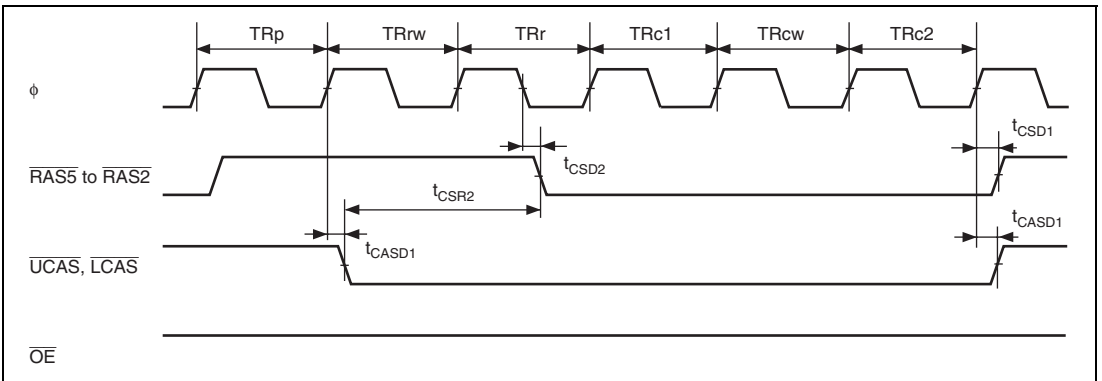 TRp TRrw TRr TRc1 TRcw TRc2
φ
tCSD1
RAS5 to RAS2
tCSD2
tCSR2
tCASD1
tCASD1
UCAS, LCAS
OE